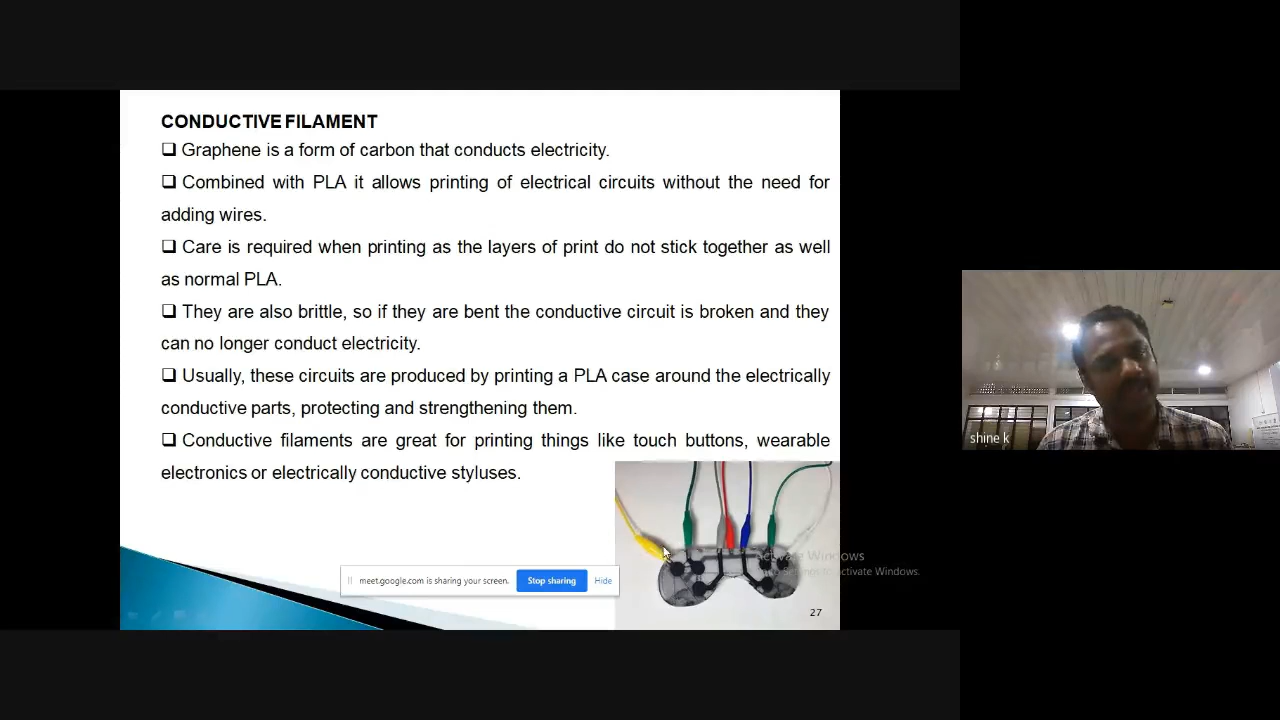 CONDUCTIVE FILAMENT
❑ Graphene is a form of carbon that conducts electricity.
❑ Combined with PLA it allows printing of electrical circuits without the need for
adding wires.
❑ Care is required when printing as the layers of print do not stick together as well
as normal PLA.
❑ They are also brittle, so if they are bent the conductive circuit is broken and they
can no longer conduct electricity.
❑ Usually, these circuits are produced by printing a PLA case around the electrically
conductive parts, protecting and strengthening them.
❑ Conductive filaments are great for printing things like touch buttons, wearable
electronics or electrically conductive styluses.
shine k
Activate Windows
to activate Windows.
meet.google.com is sharing your screen.
Stop sharing
Hide
27